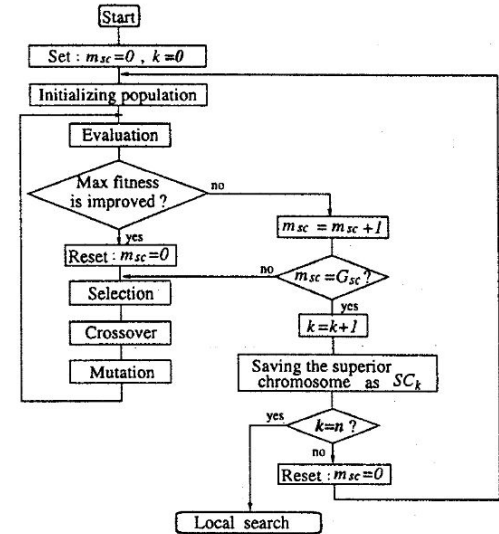 Start
Set : m_sc=0 , k=0
Initializing population
Evaluation
Max fitness
is improved ?
no
yes
m_sc = m_sc+1
Reset : m_sc=0
no
m_sc=G_sc ?
yes
Selection
k=k+1
Crossover
Saving the superior
chromosome as SC_k
Mutation
yes
k=n ?
no
Reset : m_sc=0
Local search